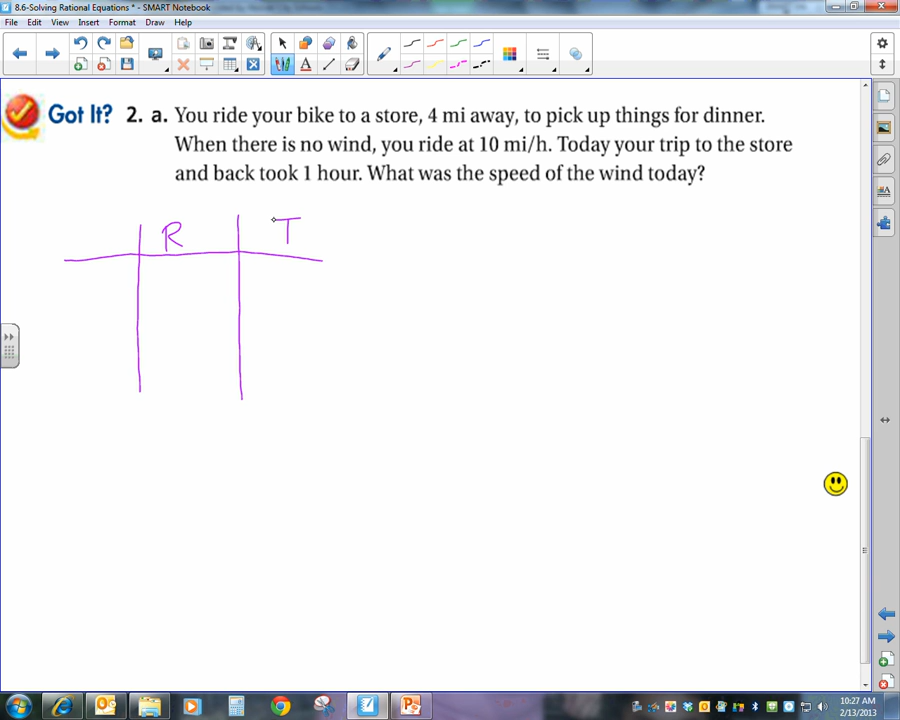 8.6-Solving Rational Equations * - SMART Notebook
File Edit View Insert Format Draw Help
Got It? 2. a. You ride your bike to a store, 4 mi away, to pick up things for dinner.
When there is no wind, you ride at 10 mi/h. Today your trip to the store
and back took 1 hour. What was the speed of the wind today?
R T
10:27 AM
2/13/2013